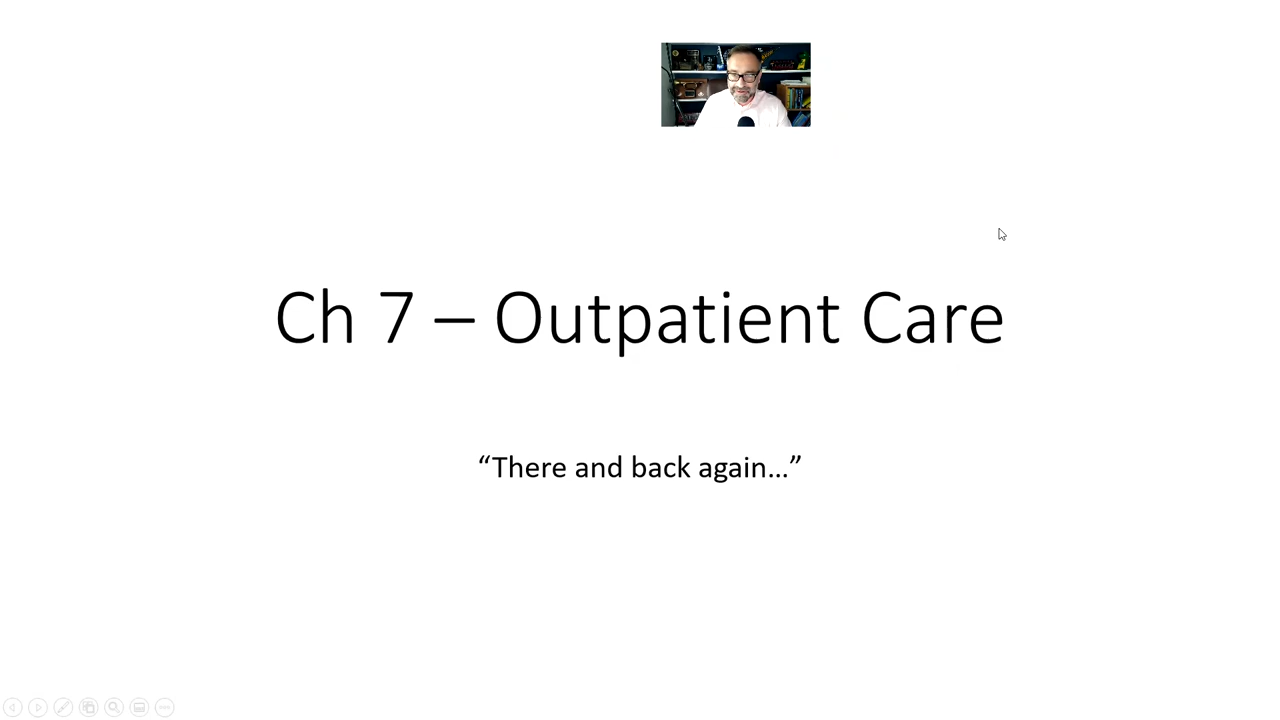 Ch 7 – Outpatient Care
“There and back again…”